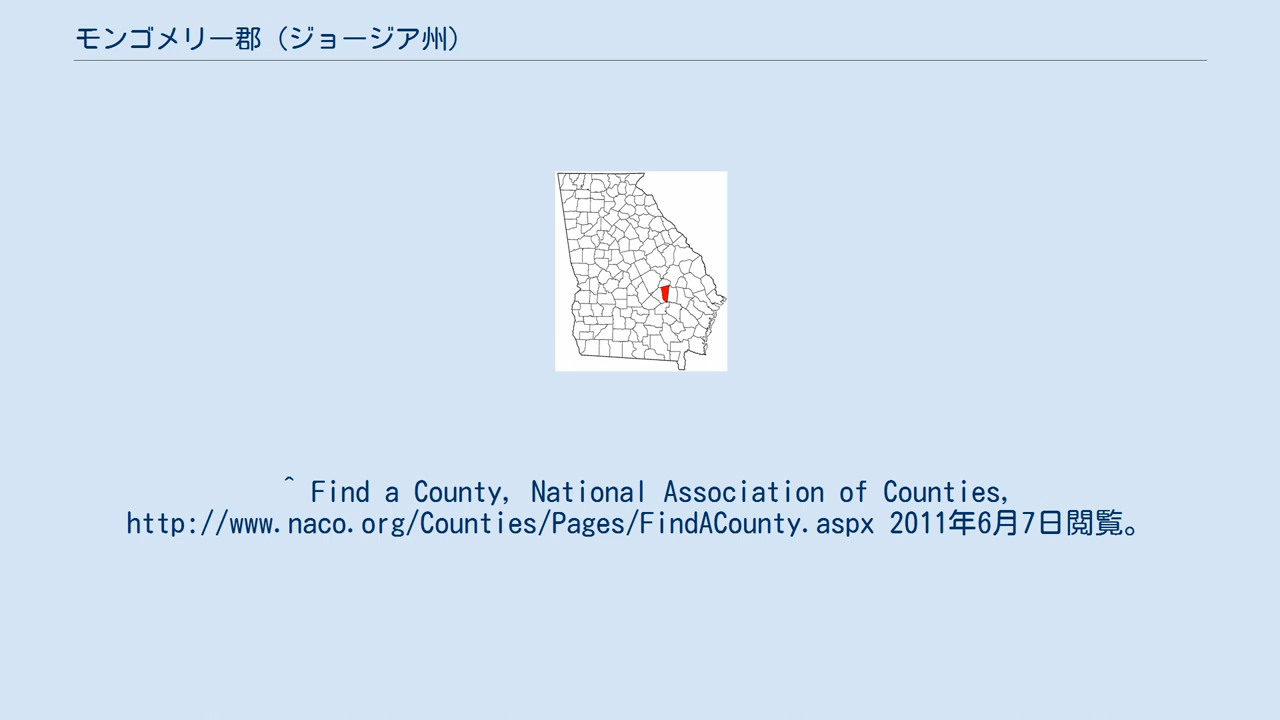 モンゴメリー郡（ジョージア州）
^ Find a County, National Association of Counties,
http://www.naco.org/Counties/Pages/FindACounty.aspx 2011年6月7日閲覧。